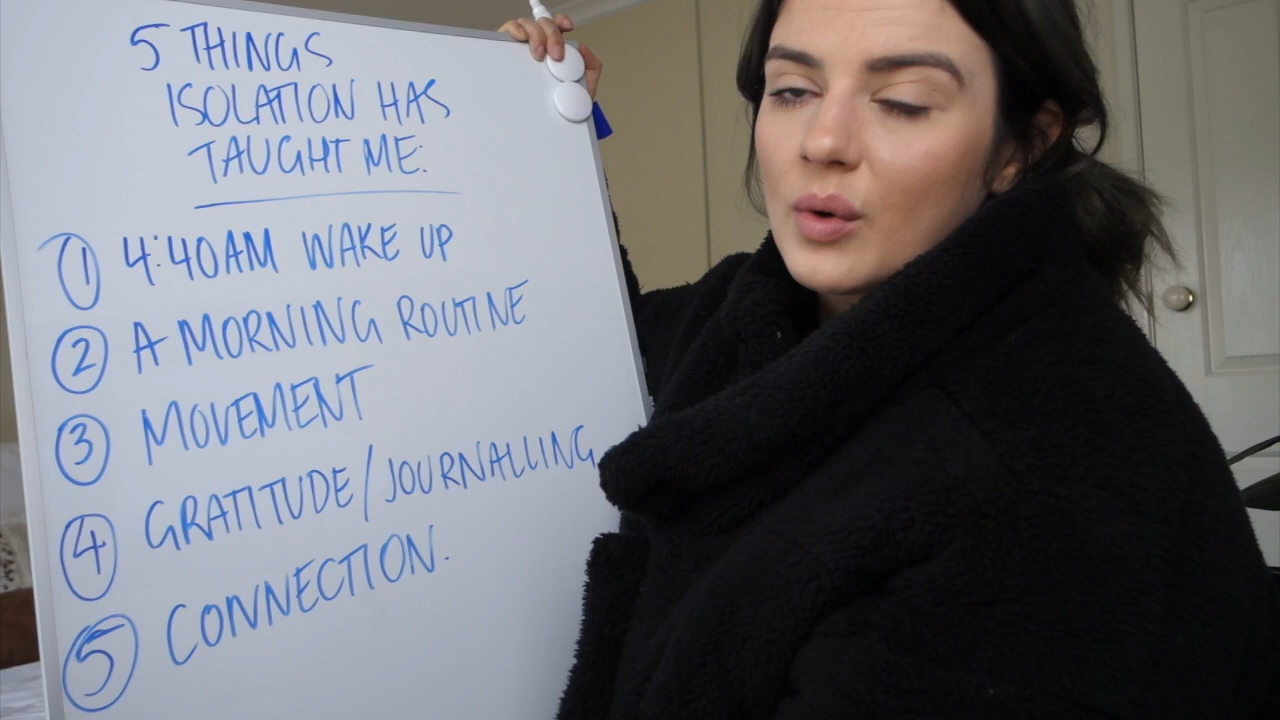 5 THINGS
ISOLATION HAS
TAUGHT ME:
1 4:40AM WAKE UP
2 A MORNING ROUTINE
3 MOVEMENT
4 GRATITUDE/JOURNALLING
5 CONNECTION.